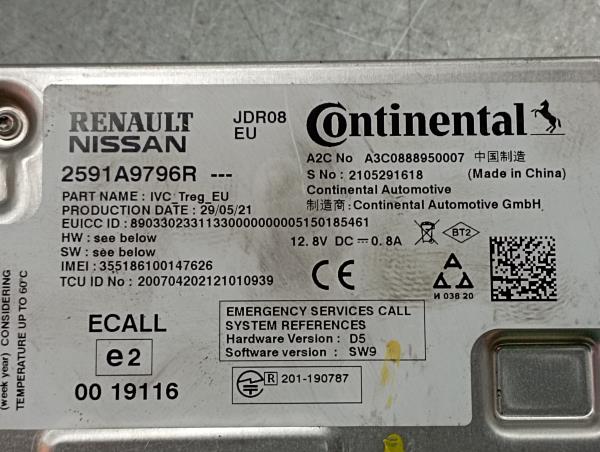 RENAULT
NISSAN
JDR08
EU
Continental
2591A9796R ---
A2C No A3C0888950007 中国制造
S No : 2105291618 (Made in China)
Continental Automotive
制造商: Continental Automotive GmbH
PART NAME : IVC_Treg_EU
PRODUCTION DATE : 29/05/21
EUICC ID : 89033023311330000000005150185461
HW : see below
SW : see below
IMEI : 355186100147626
TCU ID No : 200704202121010939
12.8V DC 0.8A
BT2
И 038 20
CE
ECALL
e2
00 19116
EMERGENCY SERVICES CALL
SYSTEM REFERENCES
Hardware Version : D5
Software version : SW9
R 201-190787
(week year) CONSIDERING
TEMPERATURE UP TO 60°C